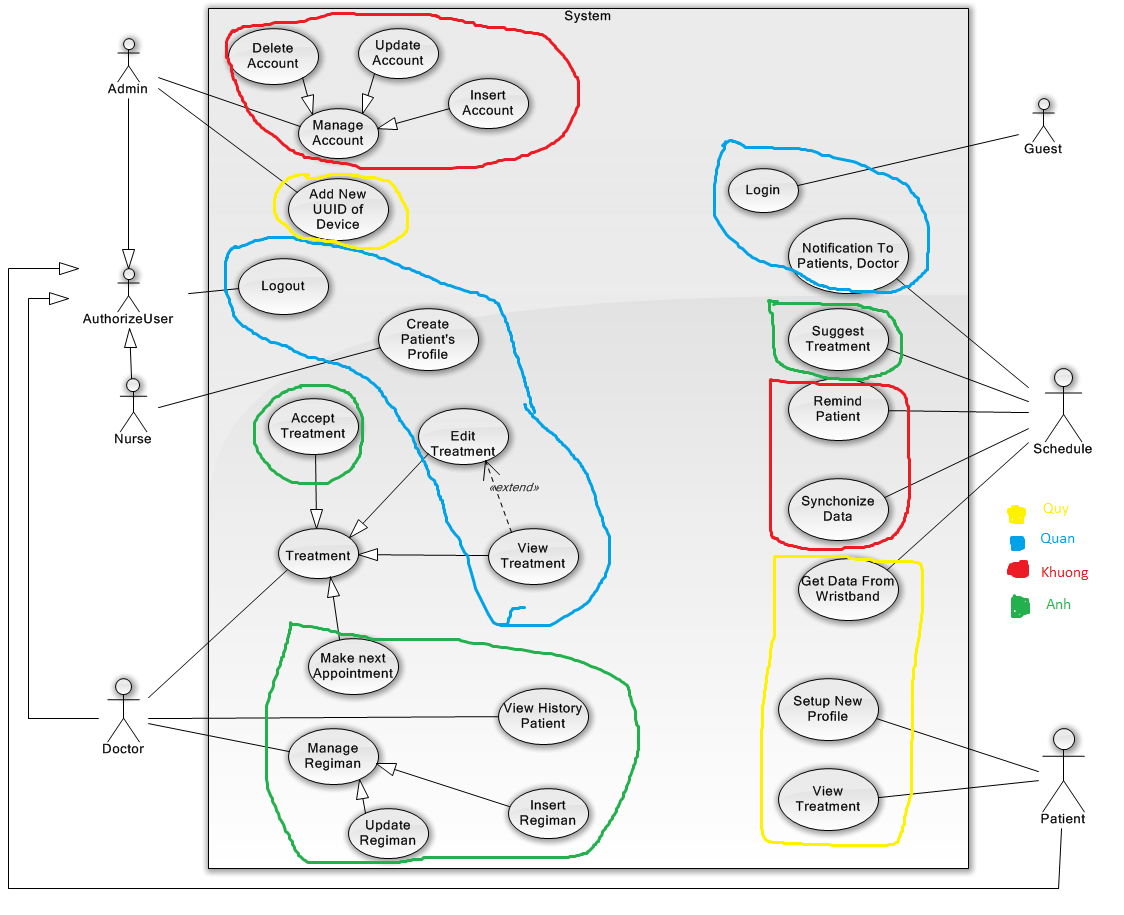 System
Delete
Account
Update
Account
Insert
Account
Manage
Account
Admin
Guest
Add New
UUID of
Device
Login
Notification To
Patients, Doctor
Logout
AuthorizeUser
Create
Patient's
Profile
Suggest
Treatment
Nurse
Accept
Treatment
Edit
Treatment
Remind
Patient
Schedule
«extend»
Synchonize
Data
Quy
Quan
Khuong
Anh
Treatment
View
Treatment
Get Data From
Wristband
Make next
Appointment
View History
Patient
Setup New
Profile
Doctor
Manage
Regiman
Insert
Regiman
Update
Regiman
View
Treatment
Patient